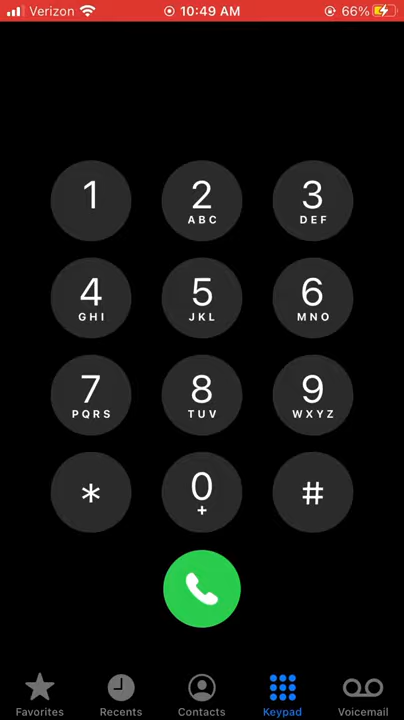 Verizon 10:49 AM 66%
1 2 3
ABC DEF
4 5 6
GHI JKL MNO
7 8 9
PQRS TUV WXYZ
* 0 #
+
Favorites Recents Contacts Keypad Voicemail